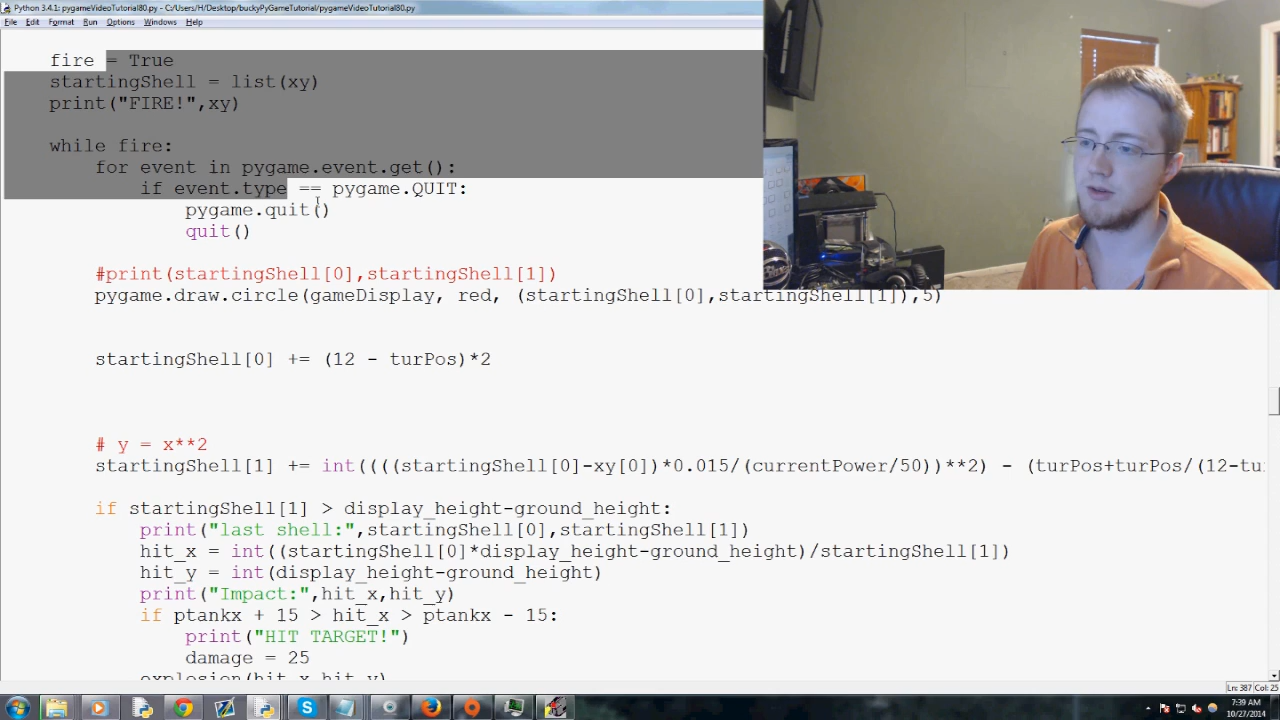 Python 3.4.1: pygameVideoTutorial80.py - C:/Users/H/Desktop/buckyPyGameTutorial/pygameVideoTutorial80.py
File Edit Format Run Options Windows Help
fire = True
startingShell = list(xy)
print("FIRE!",xy)
while fire:
for event in pygame.event.get():
if event.type == pygame.QUIT:
pygame.quit()
quit()
#print(startingShell[0],startingShell[1])
pygame.draw.circle(gameDisplay, red, (startingShell[0],startingShell[1]),5)
startingShell[0] += (12 - turPos)*2
# y = x**2
startingShell[1] += int((((startingShell[0]-xy[0])*0.015/(currentPower/50))**2) - (turPos+turPos/(12-tu
if startingShell[1] > display_height-ground_height:
print("last shell:",startingShell[0],startingShell[1])
hit_x = int((startingShell[0]*display_height-ground_height)/startingShell[1])
hit_y = int(display_height-ground_height)
print("Impact:",hit_x,hit_y)
if ptankx + 15 > hit_x > ptankx - 15:
print("HIT TARGET!")
damage = 25
explosion(hit_x,hit_y)
Ln: 387 Col: 25
7:39 AM
10/27/2014